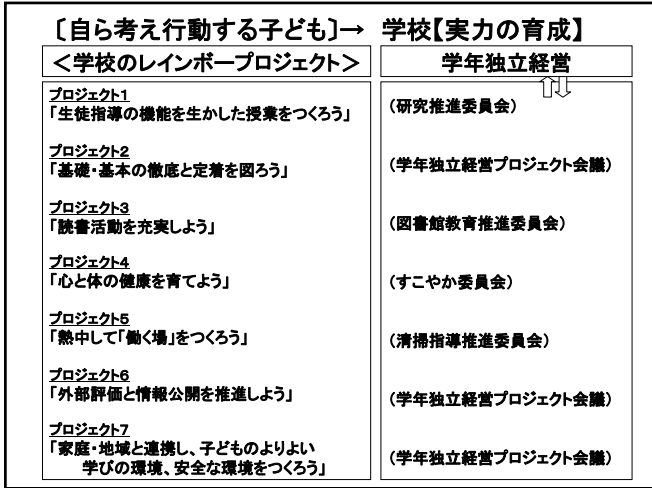 〔自ら考え行動する子ども〕→ 学校【実力の育成】
＜学校のレインボープロジェクト＞
学年独立経営
プロジェクト1
「生徒指導の機能を生かした授業をつくろう」
（研究推進委員会）
プロジェクト2
「基礎・基本の徹底と定着を図ろう」
（学年独立経営プロジェクト会議）
プロジェクト3
「読書活動を充実しよう」
（図書館教育推進委員会）
プロジェクト4
「心と体の健康を育てよう」
（すこやか委員会）
プロジェクト5
「熱中して「働く場」をつくろう」
（清掃指導推進委員会）
プロジェクト6
「外部評価と情報公開を推進しよう」
（学年独立経営プロジェクト会議）
プロジェクト7
「家庭・地域と連携し、子どものよりよい
学びの環境、安全な環境をつくろう」
（学年独立経営プロジェクト会議）